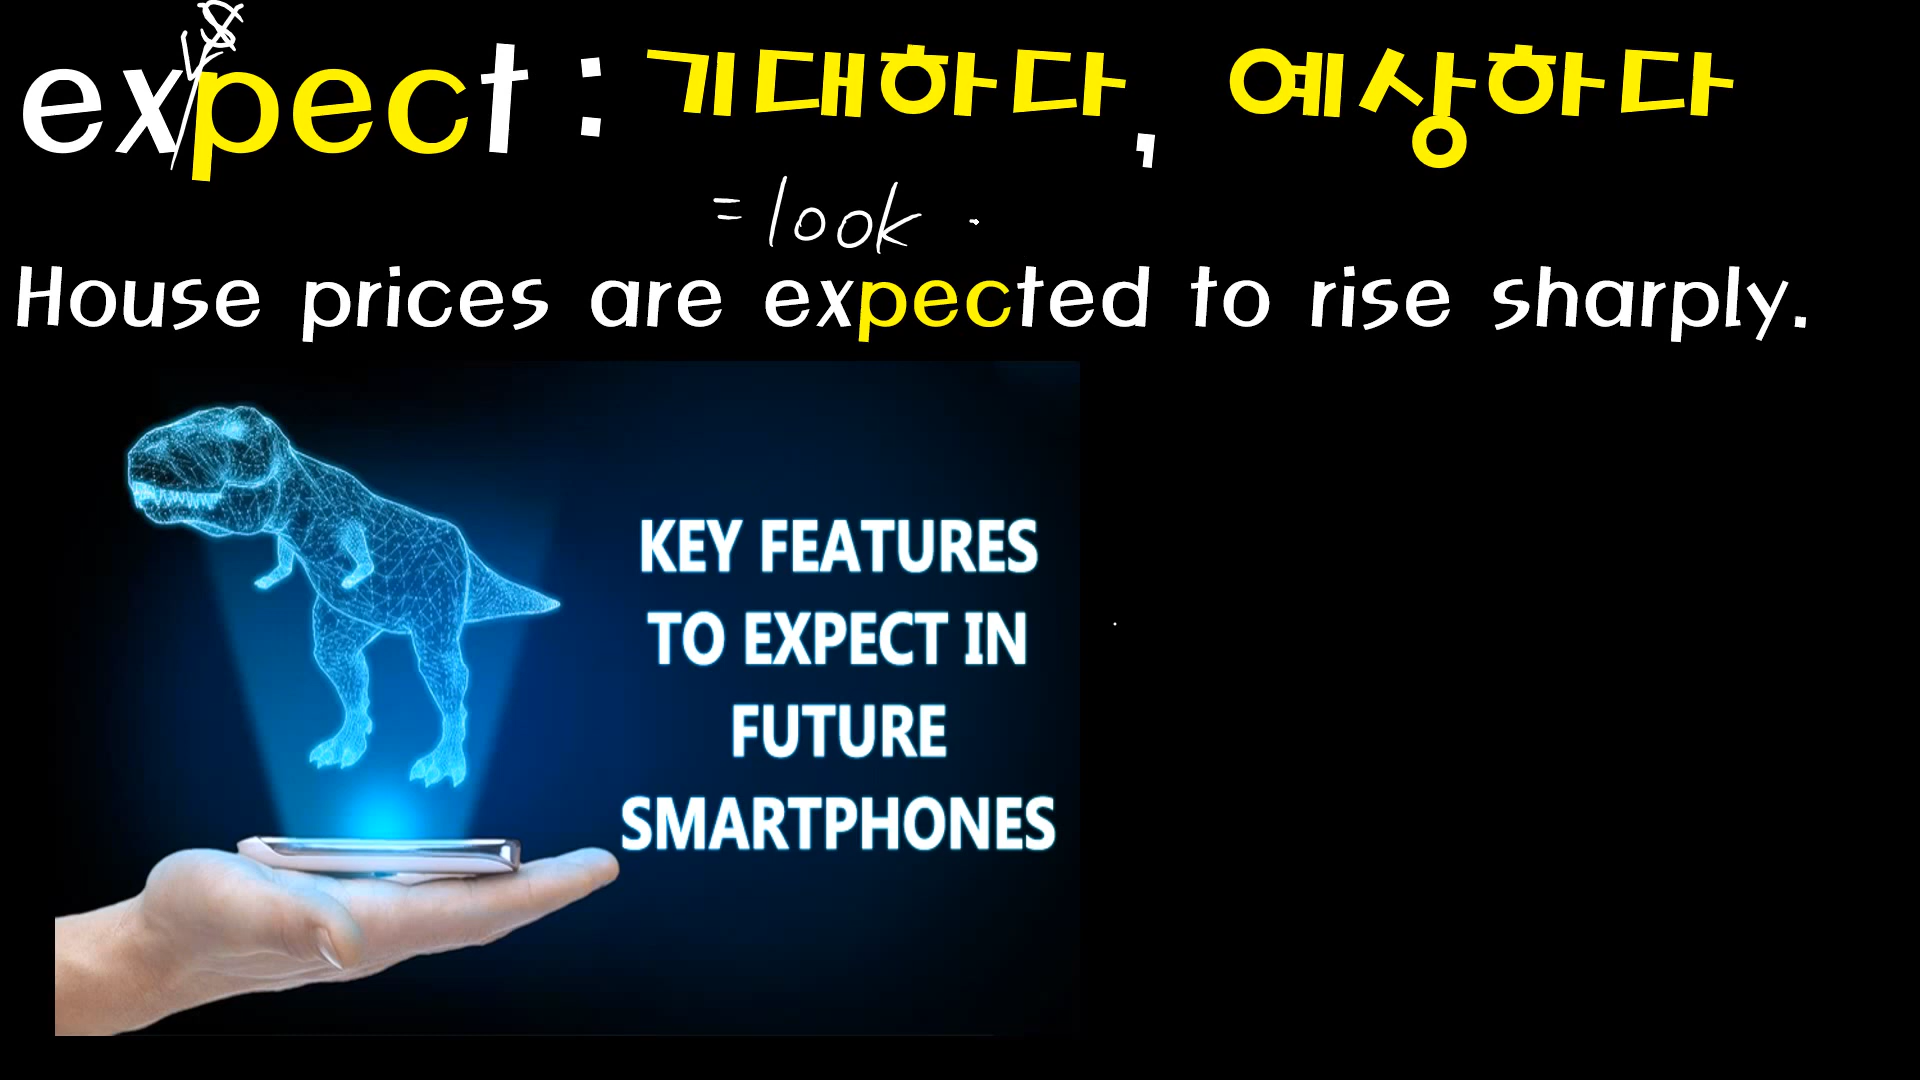 s
expect : 기대하다, 예상하다
= look
House prices are expected to rise sharply.
KEY FEATURES
TO EXPECT IN
FUTURE
SMARTPHONES